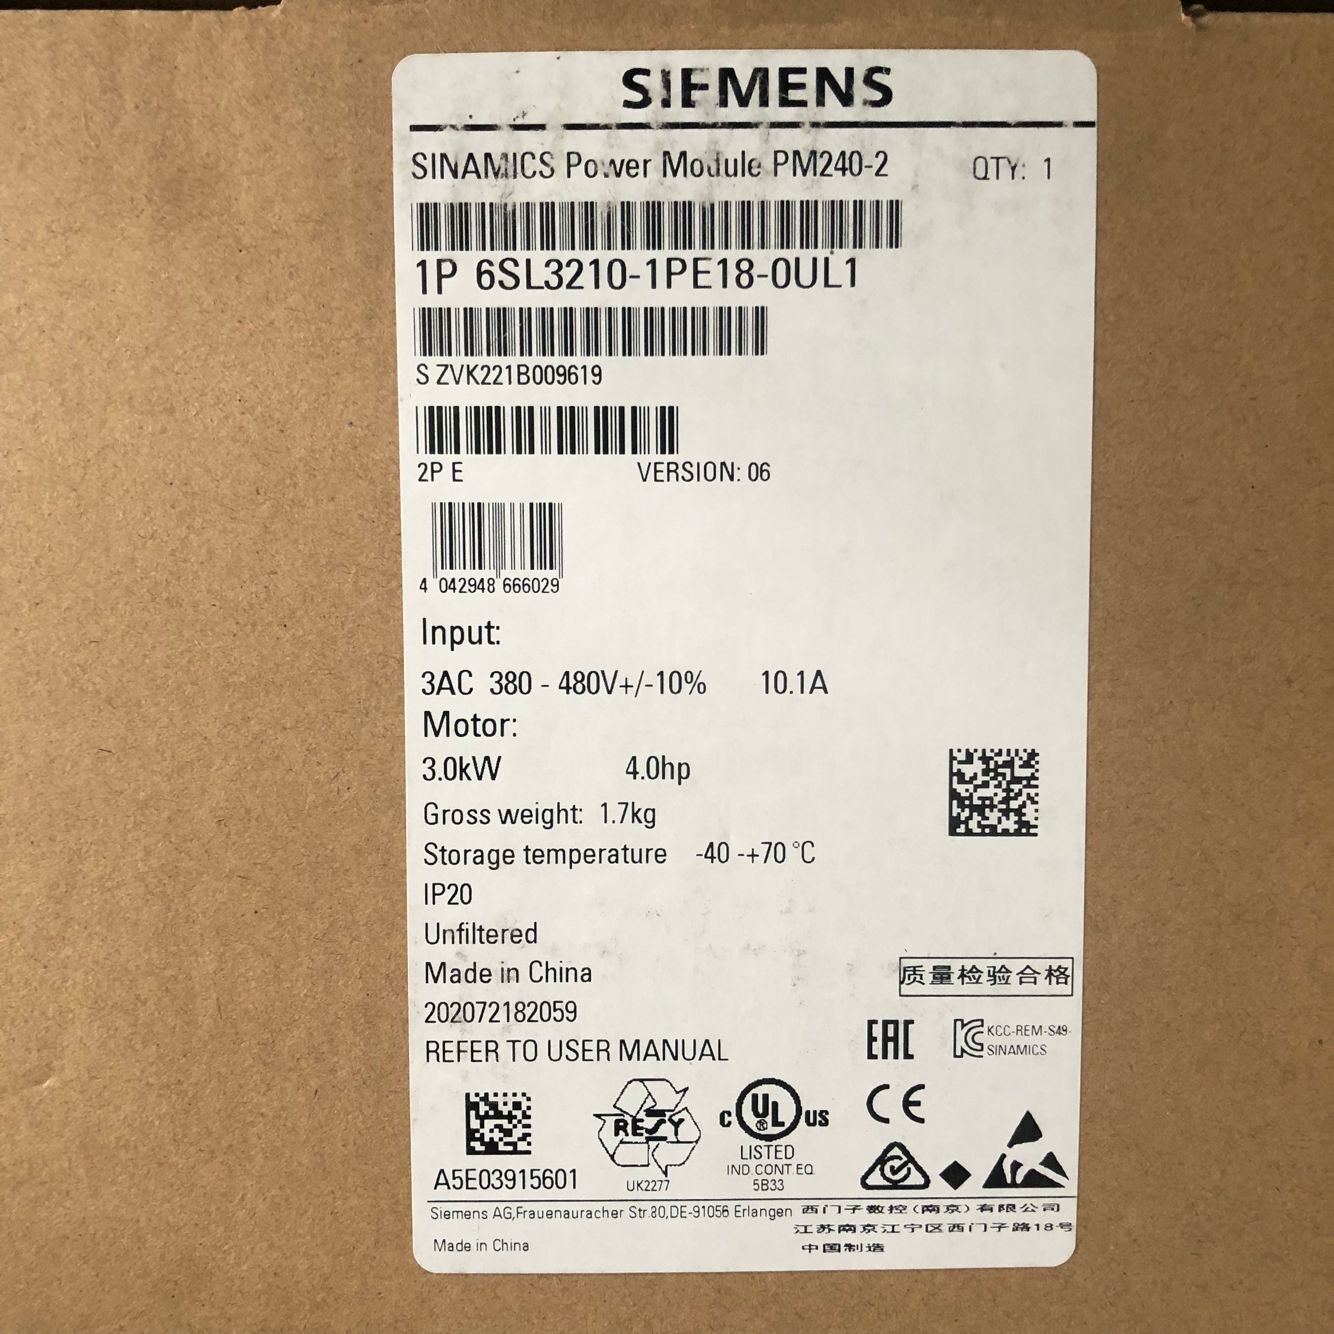 SIEMENS
SINAMICS Power Module PM240-2 QTY: 1
1P 6SL3210-1PE18-0UL1
S ZVK221B009619
2P E VERSION: 06
4 042948 666029
Input:
3AC 380 - 480V+/-10% 10.1A
Motor:
3.0kW 4.0hp
Gross weight: 1.7kg
Storage temperature -40 -+70 °C
IP20
Unfiltered
Made in China
质量检验合格
202072182059
REFER TO USER MANUAL
EAC KCC-REM-S49-
SINAMICS
RESY
UK2277
C UL ® US
LISTED
IND.CONT.EQ.
5B33
CE
A5E03915601
Siemens AG,Frauenauracher Str.80,DE-91056 Erlangen 西门子数控(南京)有限公司
江苏南京江宁区西门子路18号
Made in China 中国制造